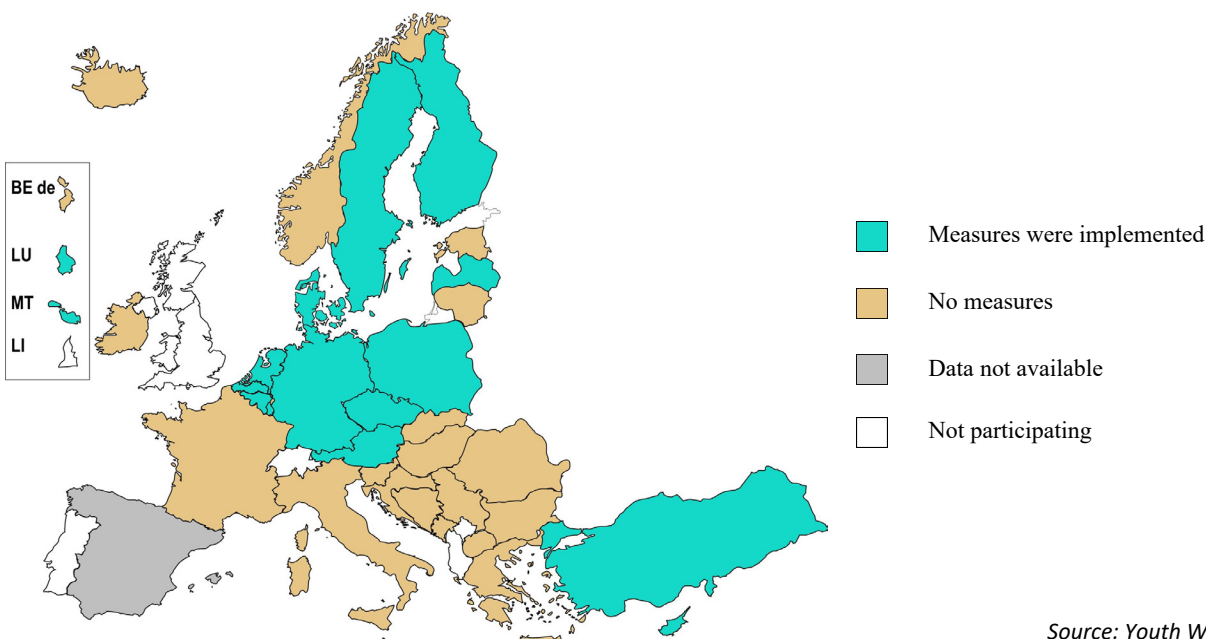 BE de
LU
MT
LI
Measures were implemented
No measures
Data not available
Not participating
Source: Youth W